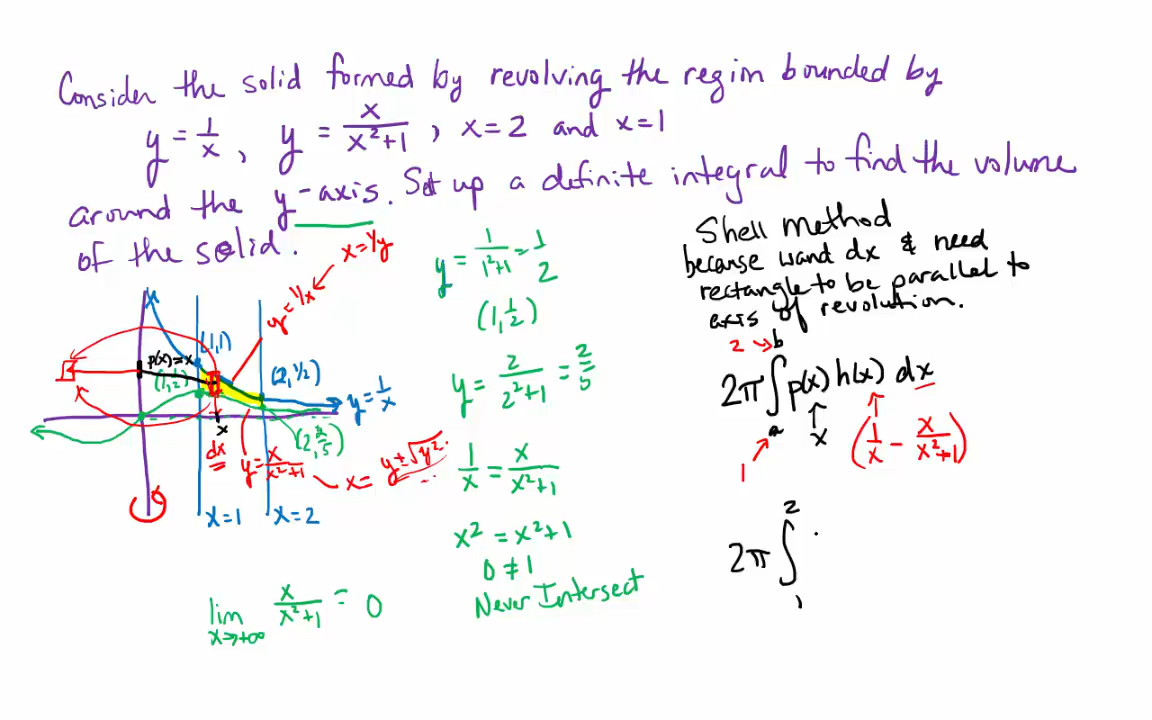 Consider the solid formed by revolving the region bounded by
y = 1/x, y = x/(x²+1), x=2 and x=1
around the y-axis. Set up a definite integral to find the volume
of the solid.
x=1/y
y=1/x
x
(1,1)
p(x)=x
(1,1/2)
(2,1/2)
x
y=1/x
(2,2/5)
x
dx
y=x/(x²+1)
x=
x=1
x=2
lim x→+∞ x/(x²+1) = 0
y = 1/(1²+1) = 1/2
(1,1/2)
y = 2/(2²+1) = 2/5
1/x = x/(x²+1)
x² = x²+1
0 ≠ 1
Never Intersect
Shell Method
because wand dx & need
rectangle to be parallel to
axis of revolution.
2 → b
2π ∫ p(x) h(x) dx
a
1
x
(1/x - x/(x²+1))
2
2π ∫
1